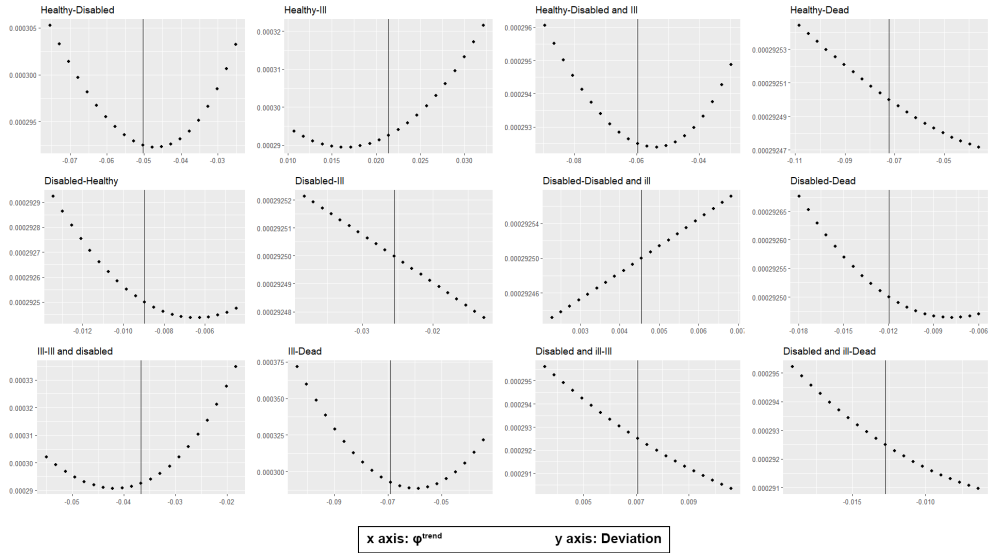 Healthy-Disabled
0.000305
0.000300
0.000295
-0.07 -0.06 -0.05 -0.04 -0.03
Healthy-Ill
0.00032
0.00031
0.00030
0.00029
0.010 0.015 0.020 0.025 0.030
Healthy-Disabled and Ill
0.000296
0.000295
0.000294
0.000293
-0.08 -0.06 -0.04
Healthy-Dead
0.00029253
0.00029251
0.00029249
0.00029247
-0.11 -0.09 -0.07 -0.05
Disabled-Healthy
0.0002929
0.0002928
0.0002927
0.0002926
0.0002925
-0.012 -0.010 -0.008 -0.006
Disabled-Ill
0.00029252
0.00029251
0.00029250
0.00029249
0.00029248
-0.03 -0.02
Disabled-Disabled and ill
0.00029254
0.00029250
0.00029246
0.003 0.004 0.005 0.006
Disabled-Dead
0.00029265
0.00029260
0.00029255
0.00029250
-0.018 -0.015 -0.012 -0.009 -0.006
Ill-Ill and disabled
0.00033
0.00032
0.00031
0.00030
0.00029
-0.05 -0.04 -0.03 -0.02
Ill-Dead
0.000375
0.000350
0.000325
0.000300
-0.09 -0.07 -0.05
Disabled and ill-Ill
0.000295
0.000294
0.000293
0.000292
0.000291
0.005 0.007 0.009
Disabled and ill-Dead
0.000295
0.000294
0.000293
0.000292
0.000291
-0.015 -0.010
x axis: φtrend y axis: Deviation